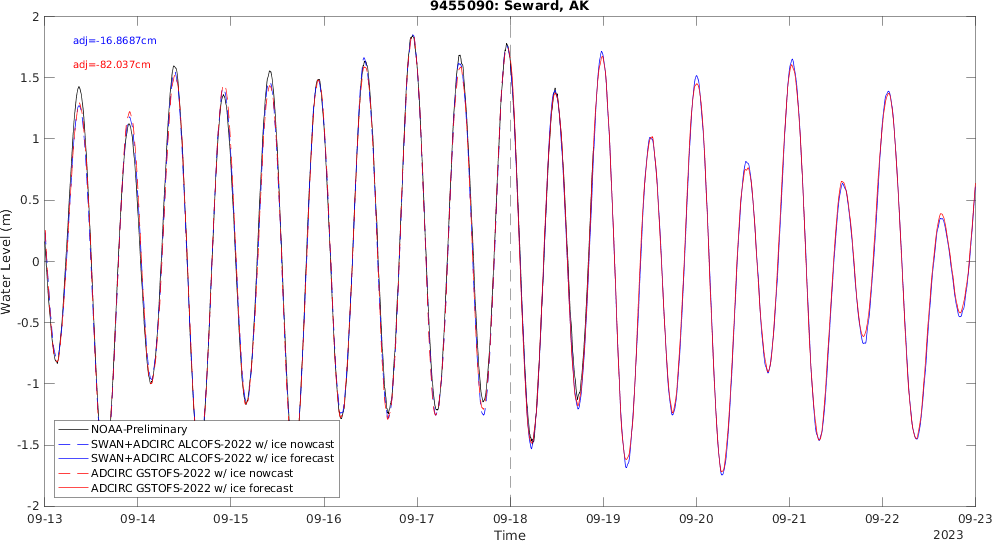 9455090: Seward, AK
adj=-16.8687cm
adj=-82.037cm
Water Level (m)
2
1.5
1
0.5
0
-0.5
-1
-1.5
-2
NOAA-Preliminary
SWAN+ADCIRC ALCOFS-2022 w/ ice nowcast
SWAN+ADCIRC ALCOFS-2022 w/ ice forecast
ADCIRC GSTOFS-2022 w/ ice nowcast
ADCIRC GSTOFS-2022 w/ ice forecast
09-13 09-14 09-15 09-16 09-17 09-18 09-19 09-20 09-21 09-22 09-23
Time
2023